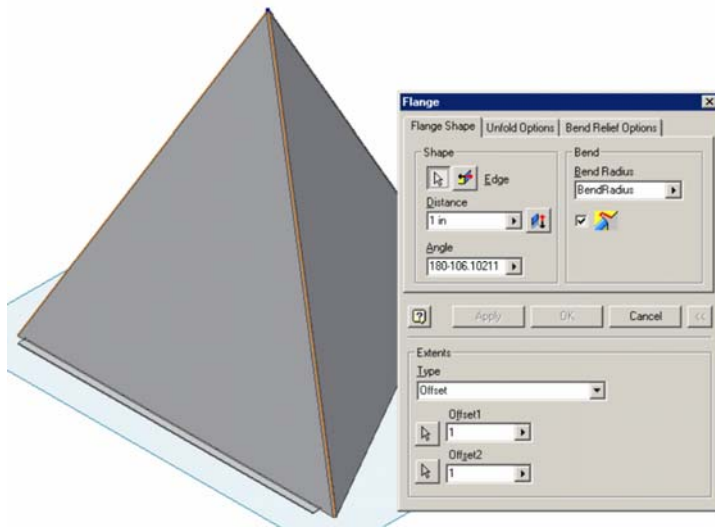 Flange
Flange Shape Unfold Options Bend Relief Options
Shape
Edge
Distance
1 in
Angle
180-106.10211
Bend
Bend Radius
BendRadius
Apply OK Cancel <<
Extents
Type
Offset
Offset1
1
Offset2
1